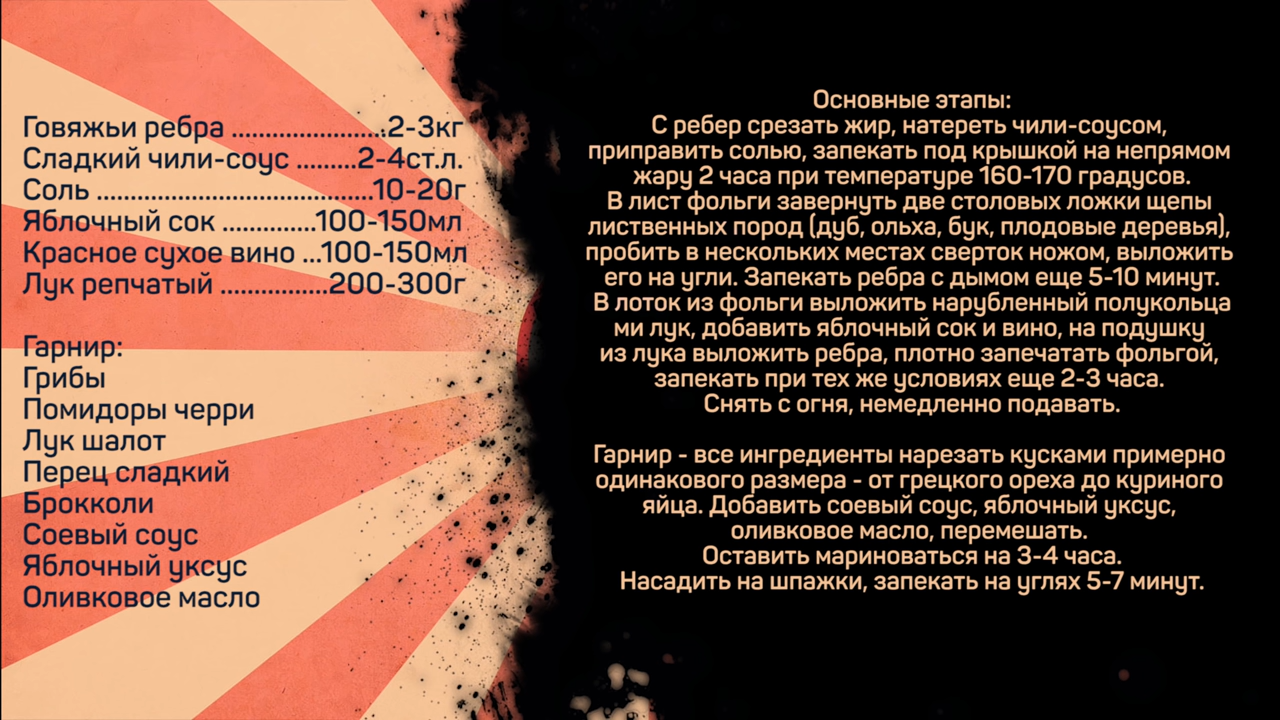 Говяжьи ребра .......................2-3кг
Сладкий чили-соус .........2-4ст.л.
Соль .........................................10-20г
Яблочный сок ..............100-150мл
Красное сухое вино ...100-150мл
Лук репчатый ................200-300г
Гарнир:
Грибы
Помидоры черри
Лук шалот
Перец сладкий
Брокколи
Соевый соус
Яблочный уксус
Оливковое масло
Основные этапы:
С ребер срезать жир, натереть чили-соусом,
приправить солью, запекать под крышкой на непрямом
жару 2 часа при температуре 160-170 градусов.
В лист фольги завернуть две столовых ложки щепы
лиственных пород (дуб, ольха, бук, плодовые деревья),
пробить в нескольких местах сверток ножом, выложить
его на угли. Запекать ребра с дымом еще 5-10 минут.
В лоток из фольги выложить нарубленный полукольца
ми лук, добавить яблочный сок и вино, на подушку
из лука выложить ребра, плотно запечатать фольгой,
запекать при тех же условиях еще 2-3 часа.
Снять с огня, немедленно подавать.
Гарнир - все ингредиенты нарезать кусками примерно
одинакового размера - от грецкого ореха до куриного
яйца. Добавить соевый соус, яблочный уксус,
оливковое масло, перемешать.
Оставить мариноваться на 3-4 часа.
Насадить на шпажки, запекать на углях 5-7 минут.